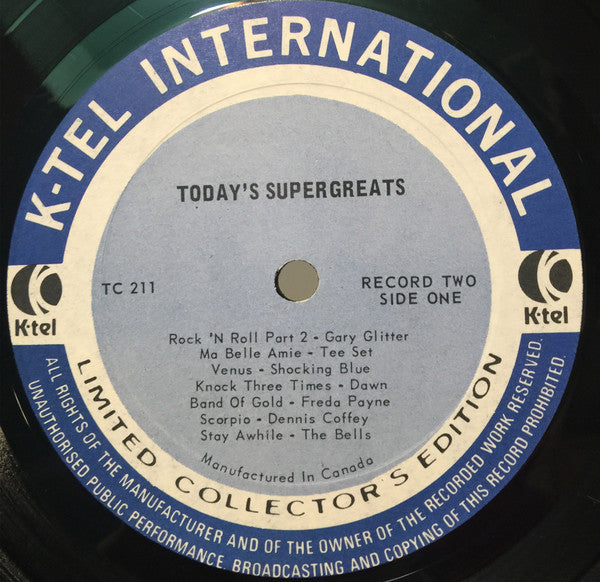 K-TEL INTERNATIONAL
TODAY'S SUPERGREATS
TC 211
RECORD TWO
SIDE ONE
K-tel
K-tel
Rock 'N Roll Part 2 - Gary Glitter
Ma Belle Amie - Tee Set
Venus - Shocking Blue
Knock Three Times - Dawn
Band Of Gold - Freda Payne
Scorpio - Dennis Coffey
Stay Awhile - The Bells
Manufactured In Canada
LIMITED COLLECTOR'S EDITION
ALL RIGHTS OF THE MANUFACTURER AND OF THE OWNER OF THE RECORDED WORK RESERVED.
UNAUTHORISED PUBLIC PERFORMANCE, BROADCASTING AND COPYING OF THIS RECORD PROHIBITED.